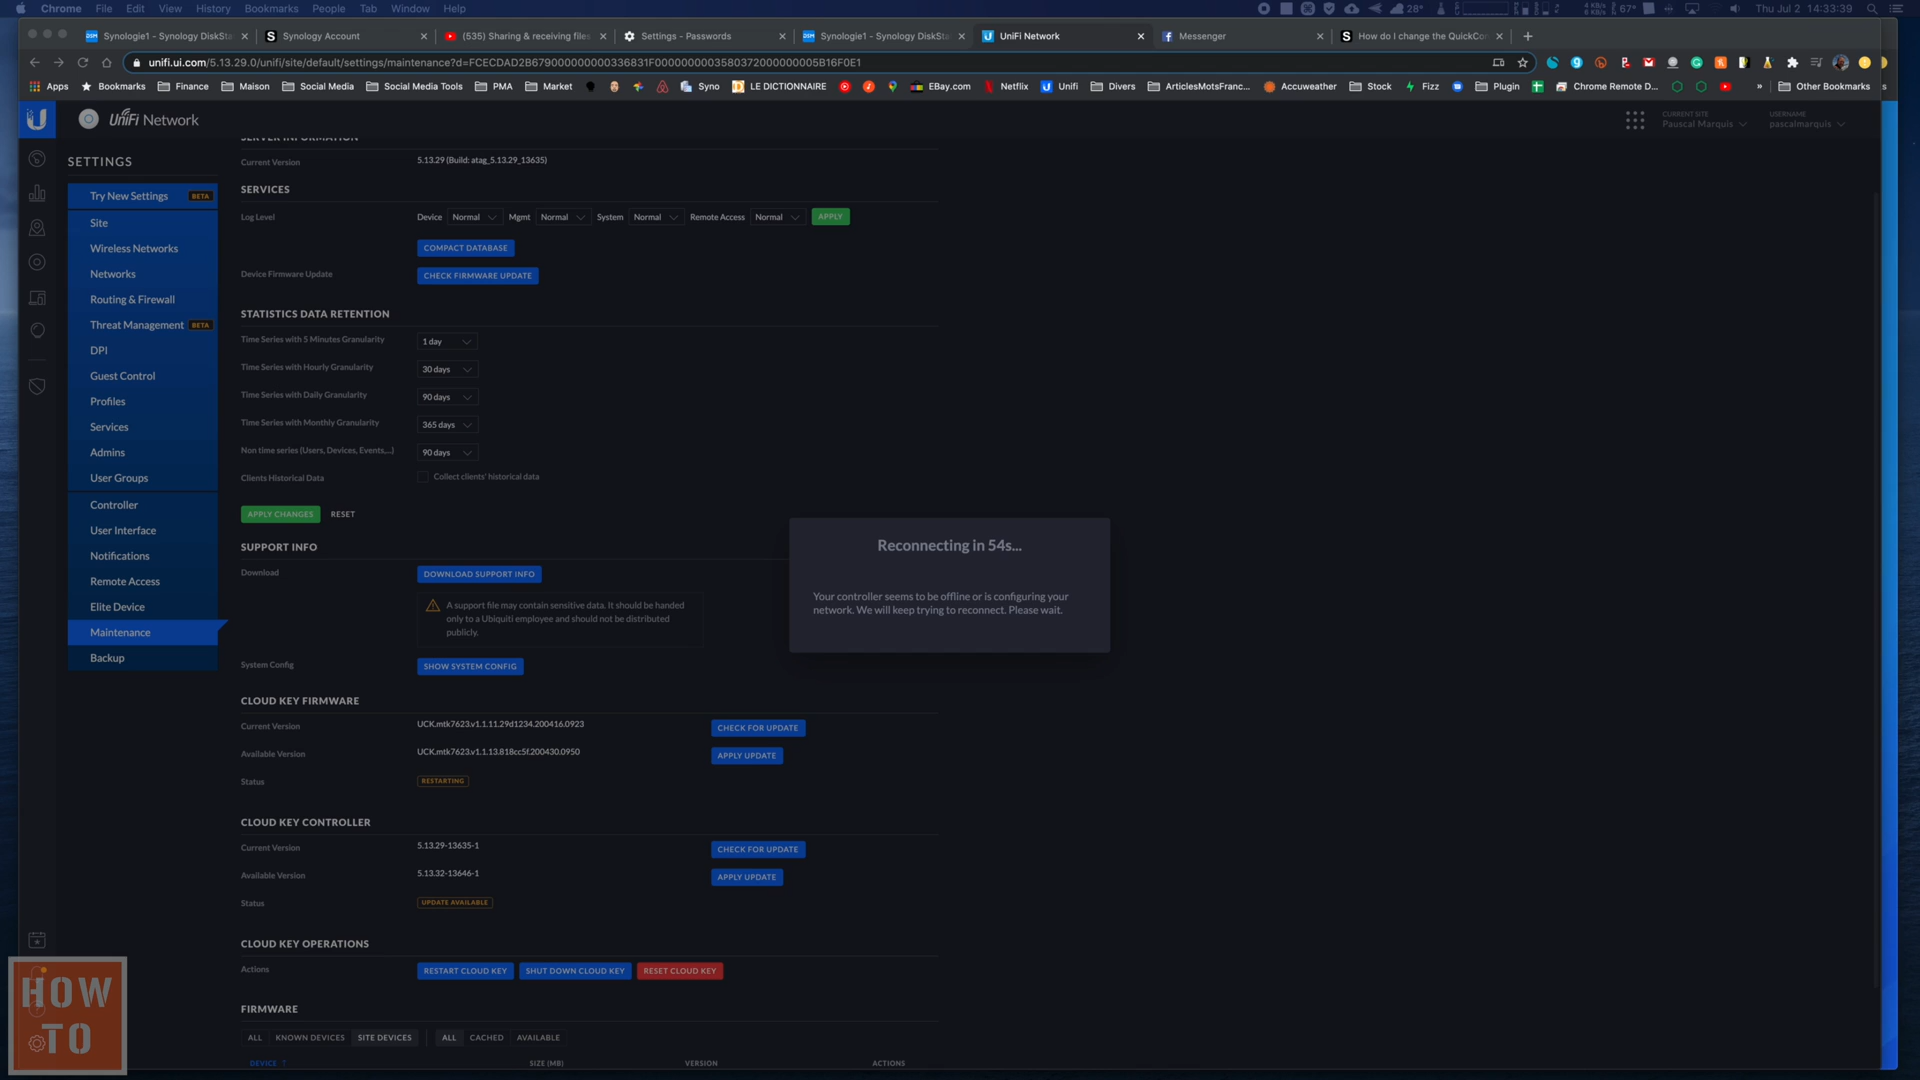 Chrome File Edit View History Bookmarks People Tab Window Help
28° 67° Thu Jul 2 14:33:39
Synologie1 - Synology DiskSta
Synology Account
(535) Sharing & receiving files
Settings - Passwords
Synologie1 - Synology DiskSta
UniFi Network
Messenger
How do I change the QuickCon
unifi.ui.com/5.13.29.0/unifi/site/default/settings/maintenance?d=FCECDAD2B6790000000000336831F0000000003580372000000005B16F0E1
Apps Bookmarks Finance Maison Social Media Social Media Tools PMA Market Syno LE DICTIONNAIRE EBay.com Netflix Unifi Divers ArticlesMotsFranc... Accuweather Stock Fizz Plugin Chrome Remote D... » Other Bookmarks
UniFi Network
CURRENT SITE
Pauscal Marquis
USERNAME
pascalmarquis
SETTINGS
Try New Settings BETA
Site
Wireless Networks
Networks
Routing & Firewall
Threat Management BETA
DPI
Guest Control
Profiles
Services
Admins
User Groups
Controller
User Interface
Notifications
Remote Access
Elite Device
Maintenance
Backup
SERVER INFORMATION
Current Version 5.13.29 (Build: atag_5.13.29_13635)
SERVICES
Log Level Device Normal Mgmt Normal System Normal Remote Access Normal APPLY
COMPACT DATABASE
Device Firmware Update CHECK FIRMWARE UPDATE
STATISTICS DATA RETENTION
Time Series with 5 Minutes Granularity 1 day
Time Series with Hourly Granularity 30 days
Time Series with Daily Granularity 90 days
Time Series with Monthly Granularity 365 days
Non time series (Users, Devices, Events,...) 90 days
Clients Historical Data Collect clients' historical data
APPLY CHANGES RESET
SUPPORT INFO
Download DOWNLOAD SUPPORT INFO
A support file may contain sensitive data. It should be handed
only to a Ubiquiti employee and should not be distributed
publicly.
System Config SHOW SYSTEM CONFIG
CLOUD KEY FIRMWARE
Current Version UCK.mtk7623.v1.1.11.29d1234.200416.0923 CHECK FOR UPDATE
Available Version UCK.mtk7623.v1.1.13.818cc5f.200430.0950 APPLY UPDATE
Status RESTARTING
CLOUD KEY CONTROLLER
Current Version 5.13.29-13635-1 CHECK FOR UPDATE
Available Version 5.13.32-13646-1 APPLY UPDATE
Status UPDATE AVAILABLE
CLOUD KEY OPERATIONS
Actions RESTART CLOUD KEY SHUT DOWN CLOUD KEY RESET CLOUD KEY
FIRMWARE
ALL KNOWN DEVICES SITE DEVICES ALL CACHED AVAILABLE
DEVICE ↑ SIZE (MB) VERSION ACTIONS
Reconnecting in 54s...
Your controller seems to be offline or is configuring your
network. We will keep trying to reconnect. Please wait.
HOW
TO